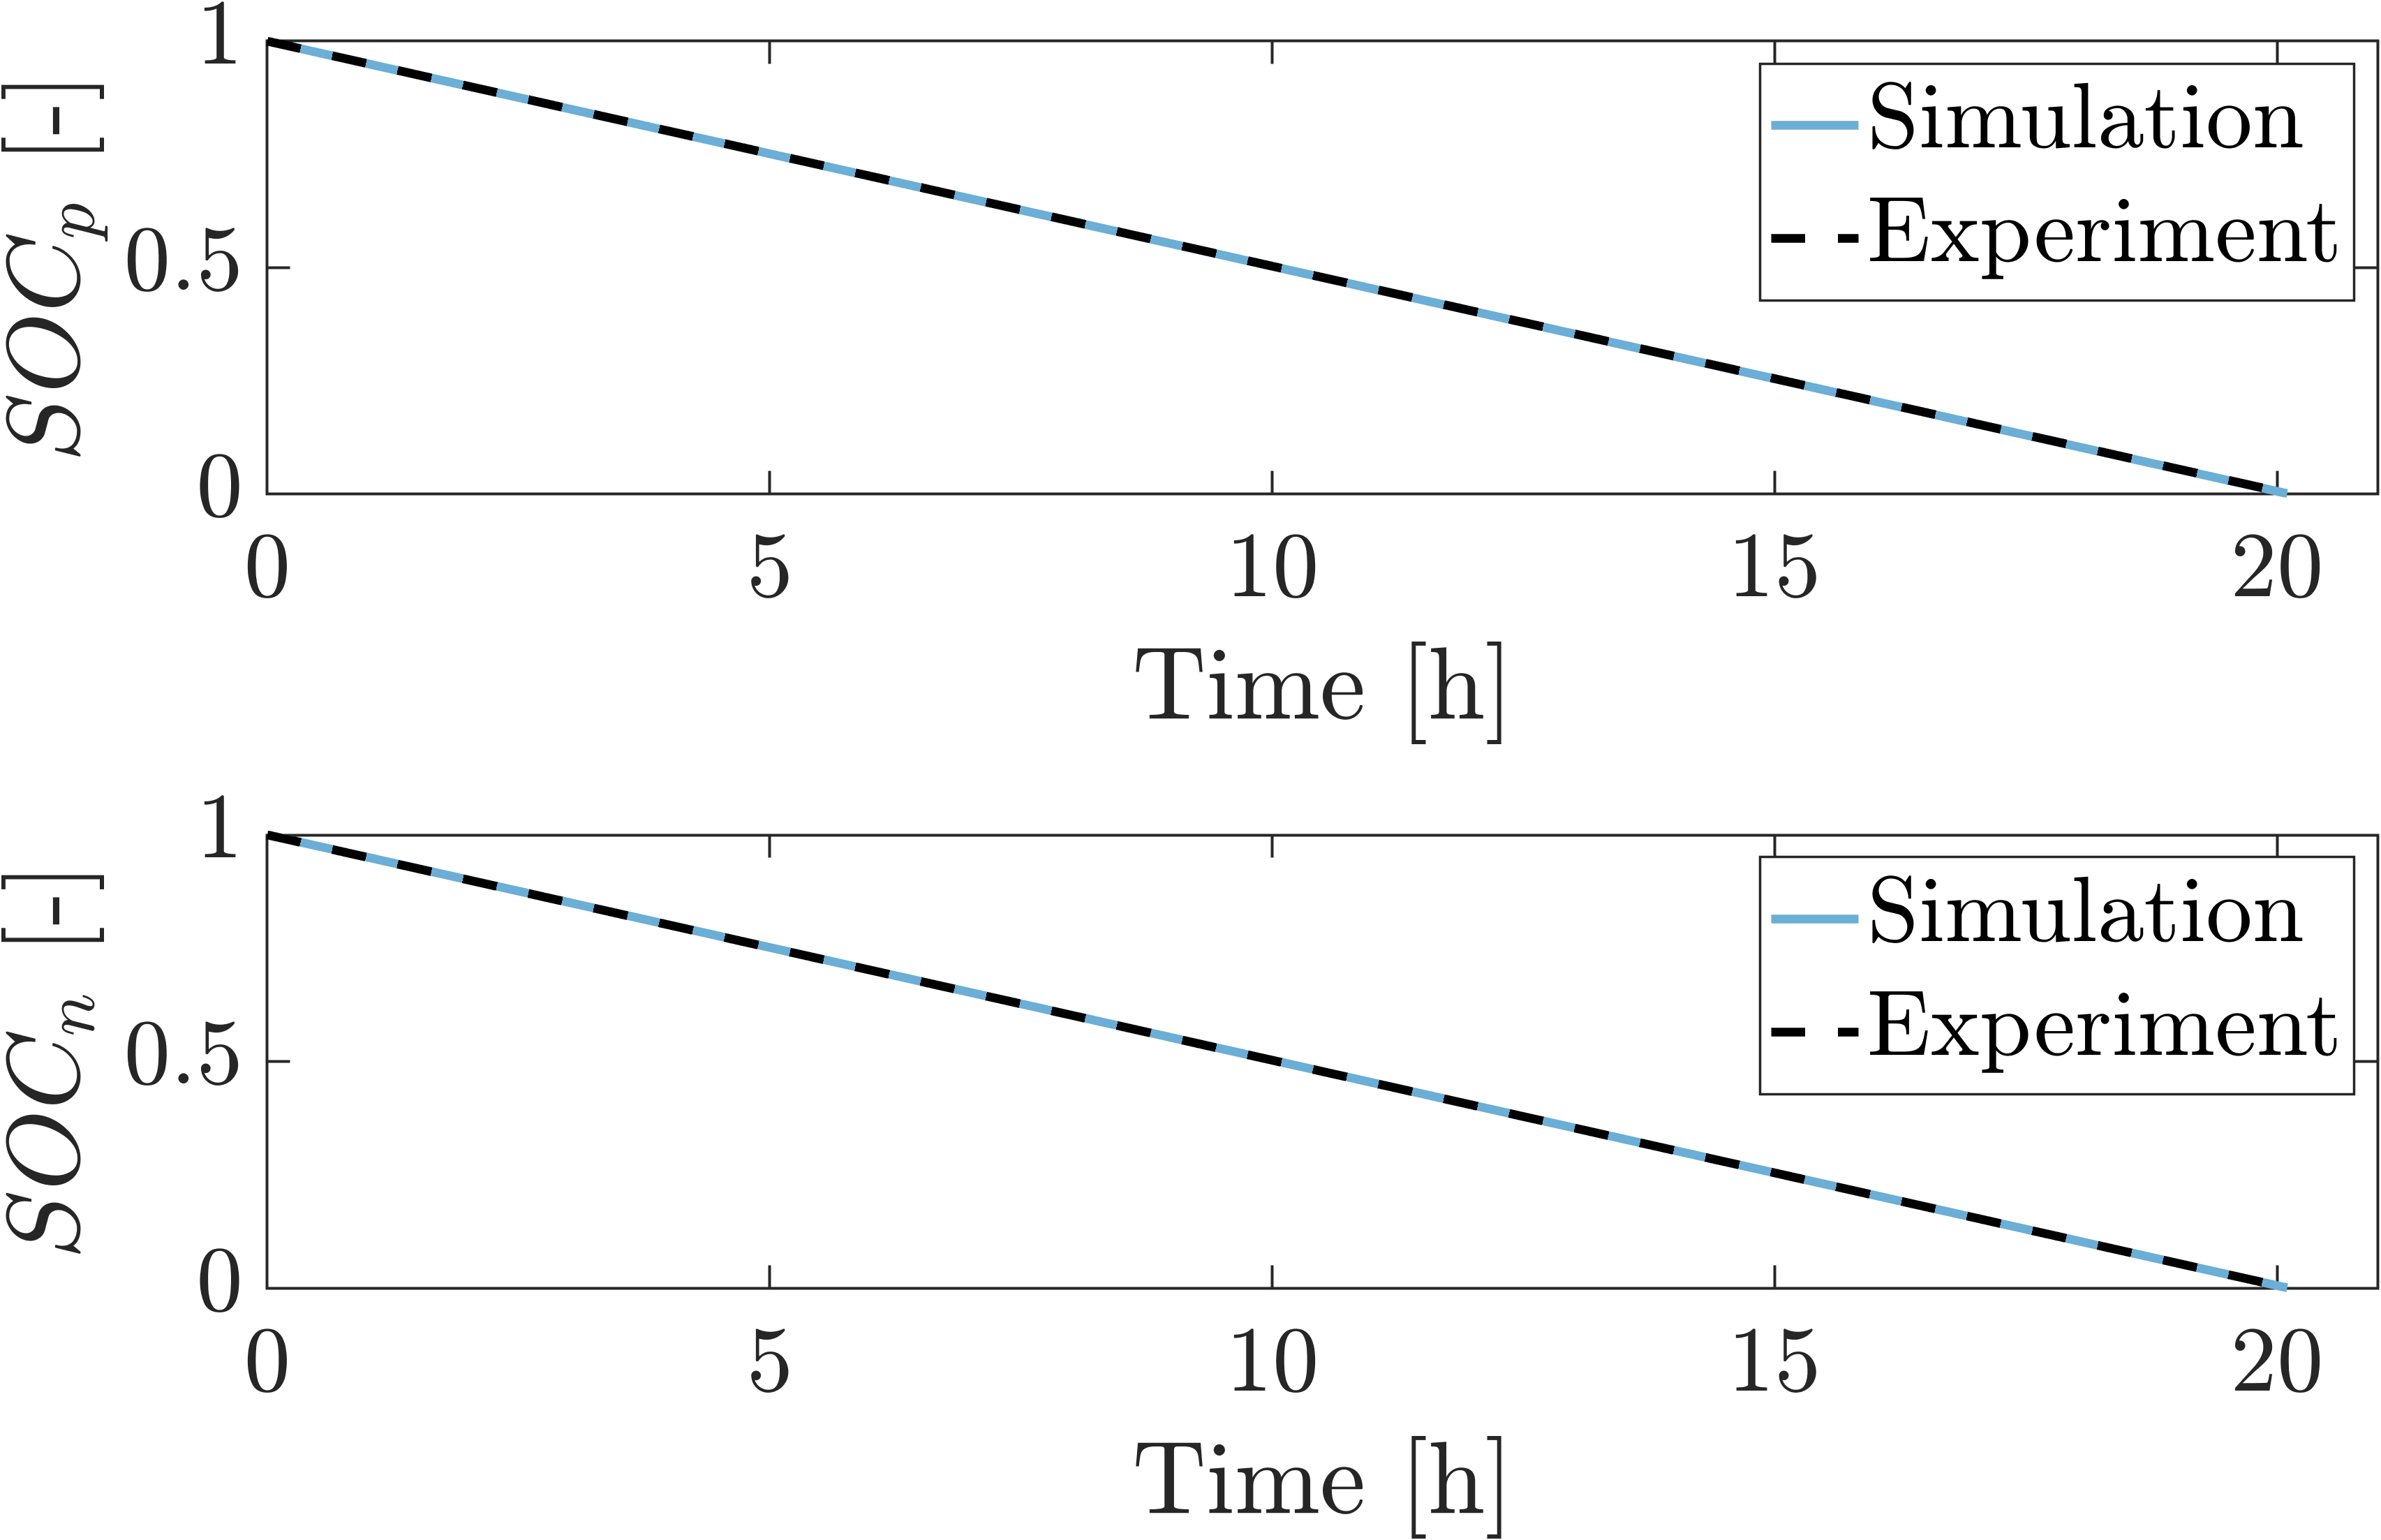 1
0.5
0
SOC_p [-]
Simulation
Experiment
0 5 10 15 20
Time [h]
1
0.5
0
SOC_n [-]
Simulation
Experiment
0 5 10 15 20
Time [h]